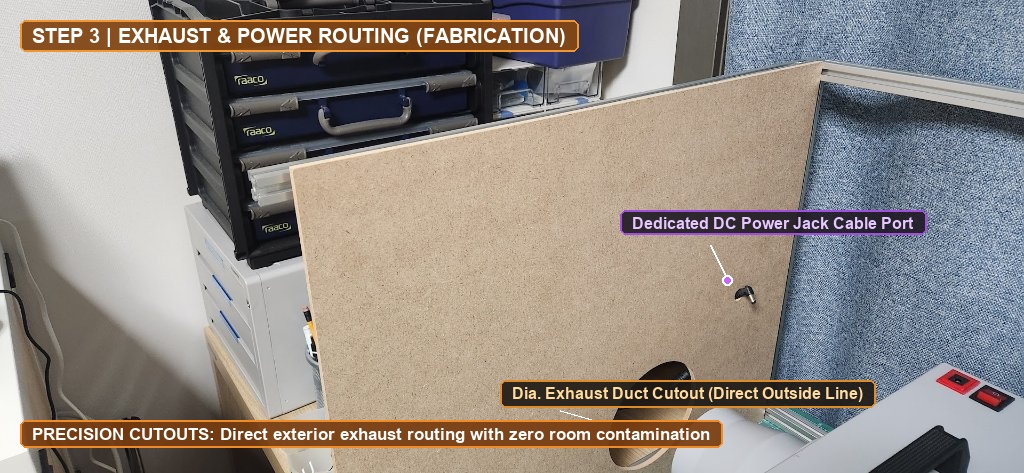 STEP 3 | EXHAUST & POWER ROUTING (FABRICATION)
raaco
raaco
raaco
Dedicated DC Power Jack Cable Port
Dia. Exhaust Duct Cutout (Direct Outside Line)
PRECISION CUTOUTS: Direct exterior exhaust routing with zero room contamination